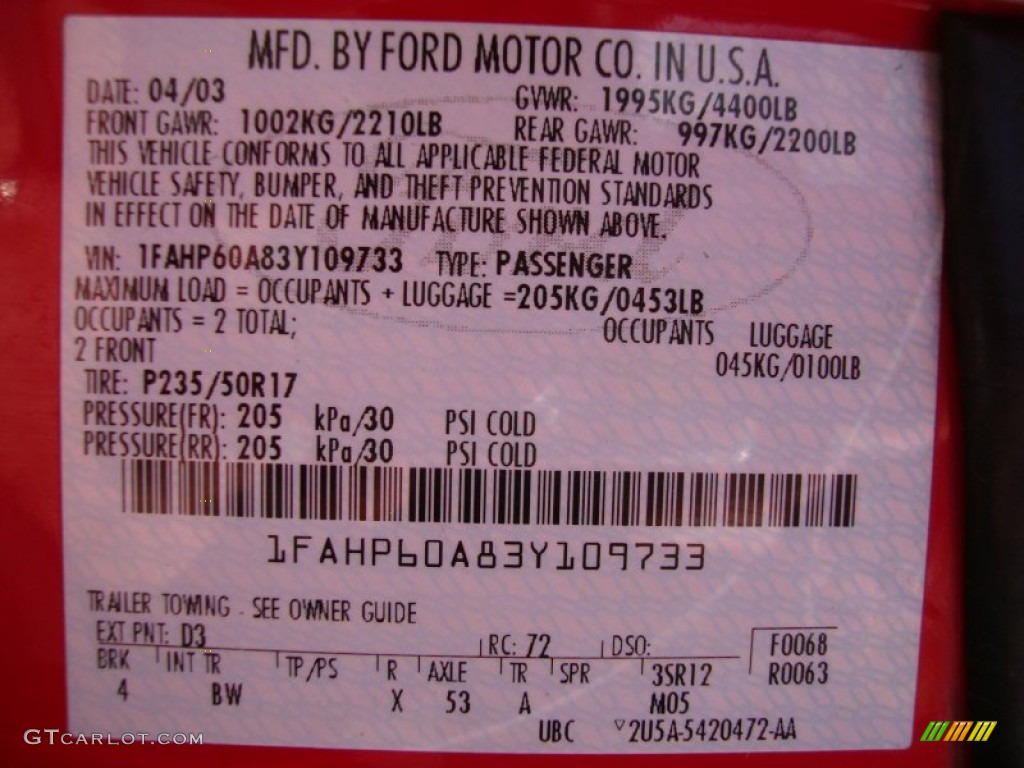 MFD. BY FORD MOTOR CO. IN U.S.A.
DATE: 04/03 GVWR: 1995KG/4400LB
FRONT GAWR: 1002KG/2210LB REAR GAWR: 997KG/2200LB
THIS VEHICLE CONFORMS TO ALL APPLICABLE FEDERAL MOTOR
VEHICLE SAFETY, BUMPER, AND THEFT PREVENTION STANDARDS
IN EFFECT ON THE DATE OF MANUFACTURE SHOWN ABOVE.
VIN: 1FAHP60A83Y109733 TYPE: PASSENGER
MAXIMUM LOAD = OCCUPANTS + LUGGAGE =205KG/0453LB
OCCUPANTS = 2 TOTAL; OCCUPANTS LUGGAGE
2 FRONT 045KG/0100LB
TIRE: P235/50R17
PRESSURE(FR): 205 kPa/30 PSI COLD
PRESSURE(RR): 205 kPa/30 PSI COLD
1FAHP60A83Y109733
TRAILER TOWING - SEE OWNER GUIDE
EXT PNT: D3 RC: 72 DSO: F0068
BRK INT TR TP/PS R AXLE TR SPR 3SR12 R0063
4 BW X 53 A M05
UBC ▽2U5A-5420472-AA
GTCARLOT.COM